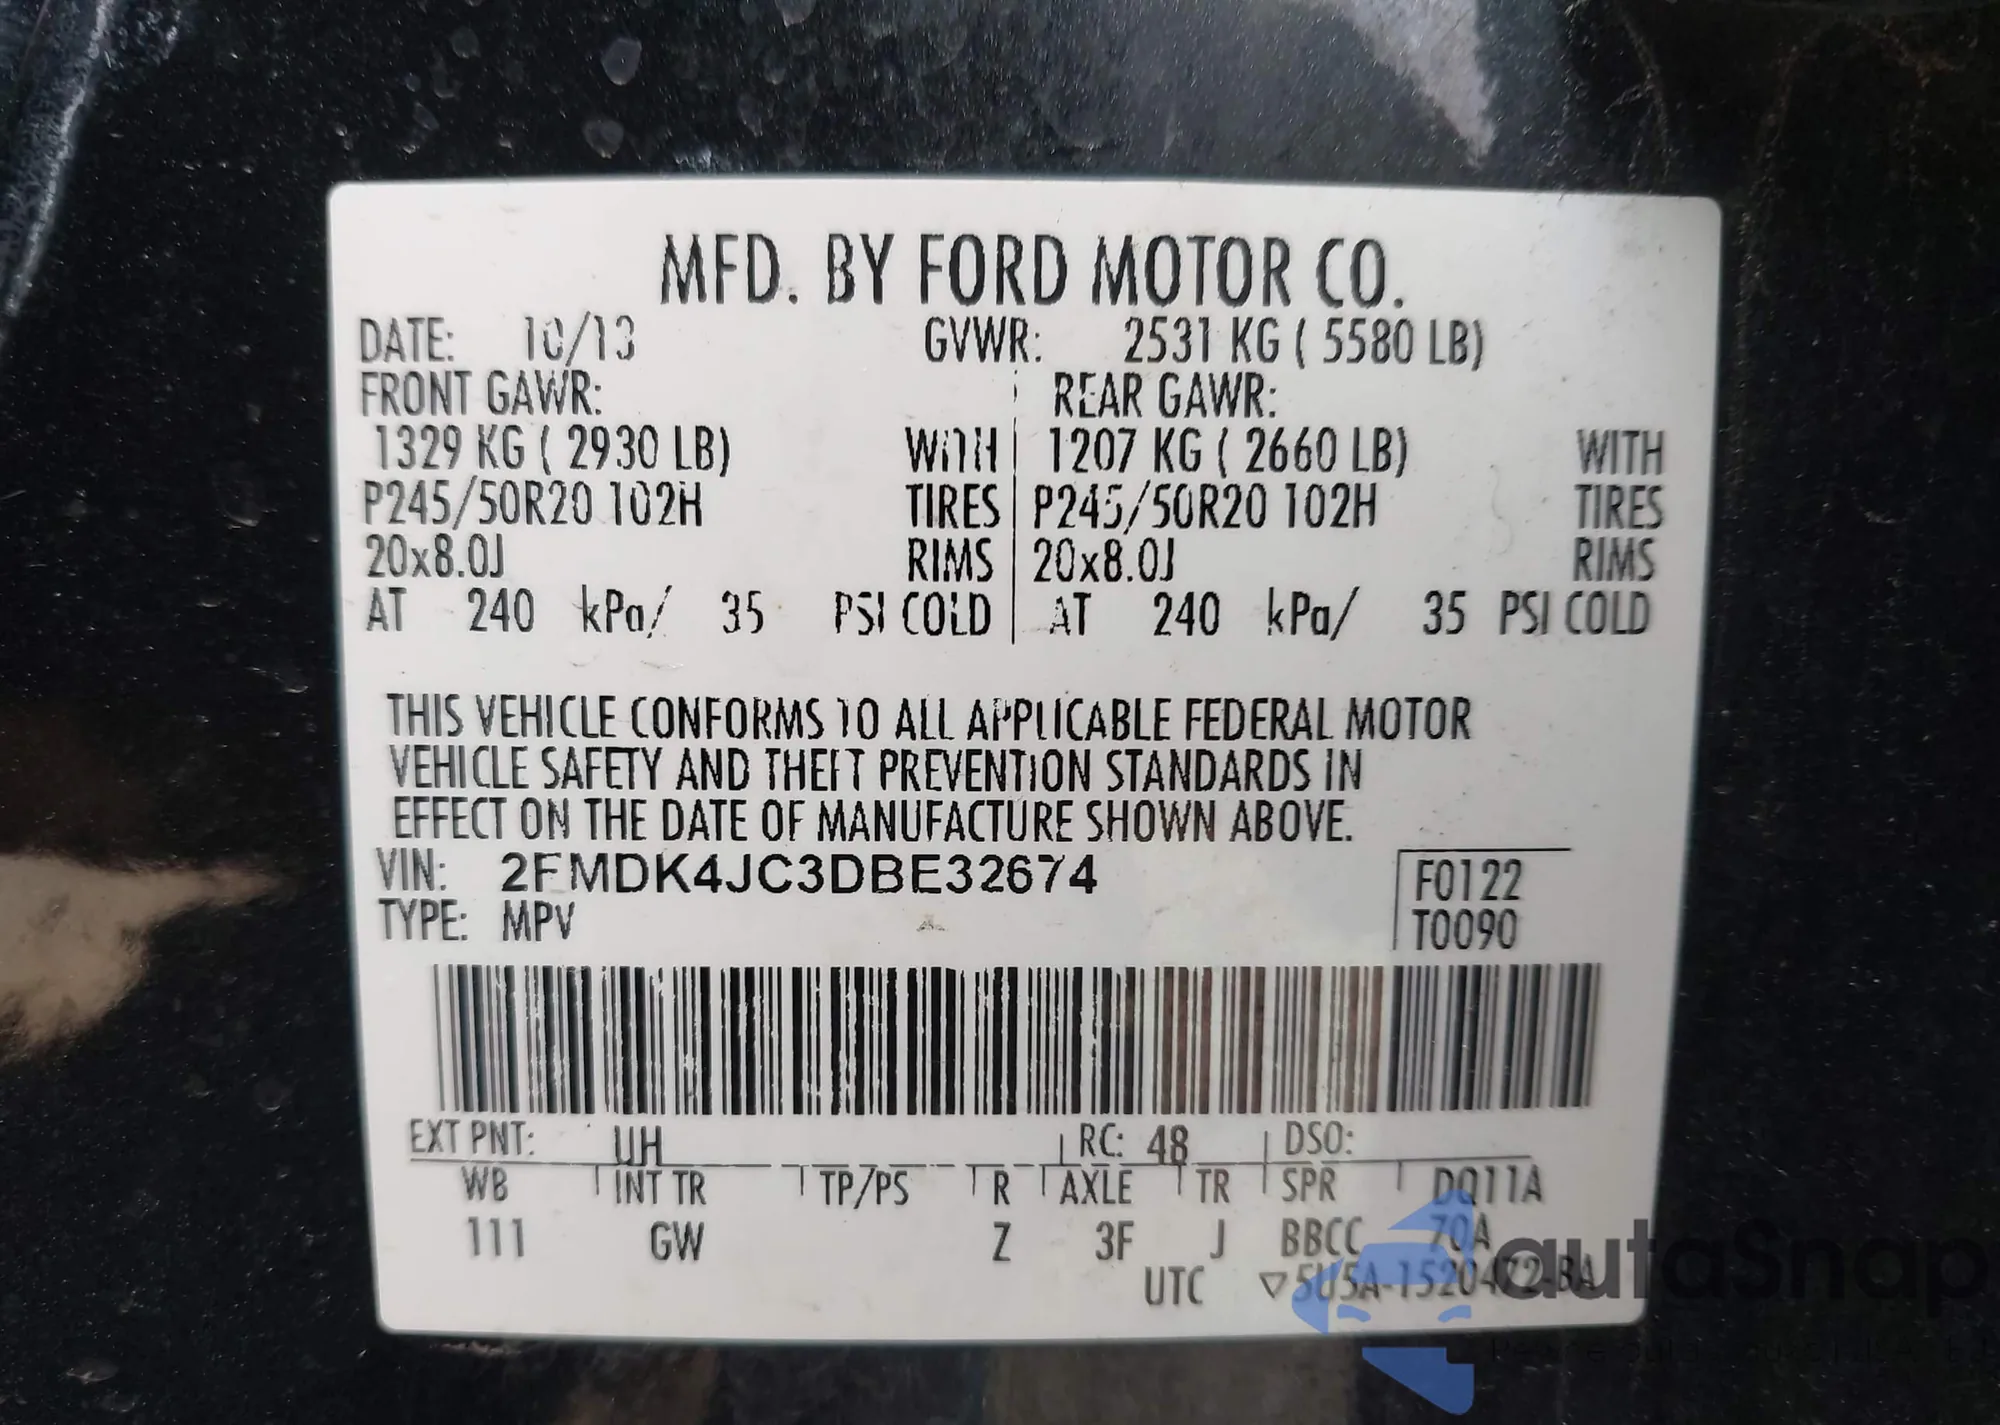 MFD. BY FORD MOTOR CO.
DATE: 10/13 GVWR: 2531 KG ( 5580 LB)
FRONT GAWR: REAR GAWR:
1329 KG ( 2930 LB) WITH 1207 KG ( 2660 LB) WITH
P245/50R20 102H TIRES P245/50R20 102H TIRES
20x8.0J RIMS 20x8.0J RIMS
AT 240 kPa/ 35 PSI COLD AT 240 kPa/ 35 PSI COLD
THIS VEHICLE CONFORMS TO ALL APPLICABLE FEDERAL MOTOR
VEHICLE SAFETY AND THEFT PREVENTION STANDARDS IN
EFFECT ON THE DATE OF MANUFACTURE SHOWN ABOVE.
VIN: 2FMDK4JC3DBE32674 F0122
TYPE: MPV T0090
EXT PNT: UH RC: 48 DSO:
WB INT TR TP/PS R AXLE TR SPR DQ11A
111 GW Z 3F J BBCC 70A
UTC ▽5U5A-1520472-BA
autaSnap